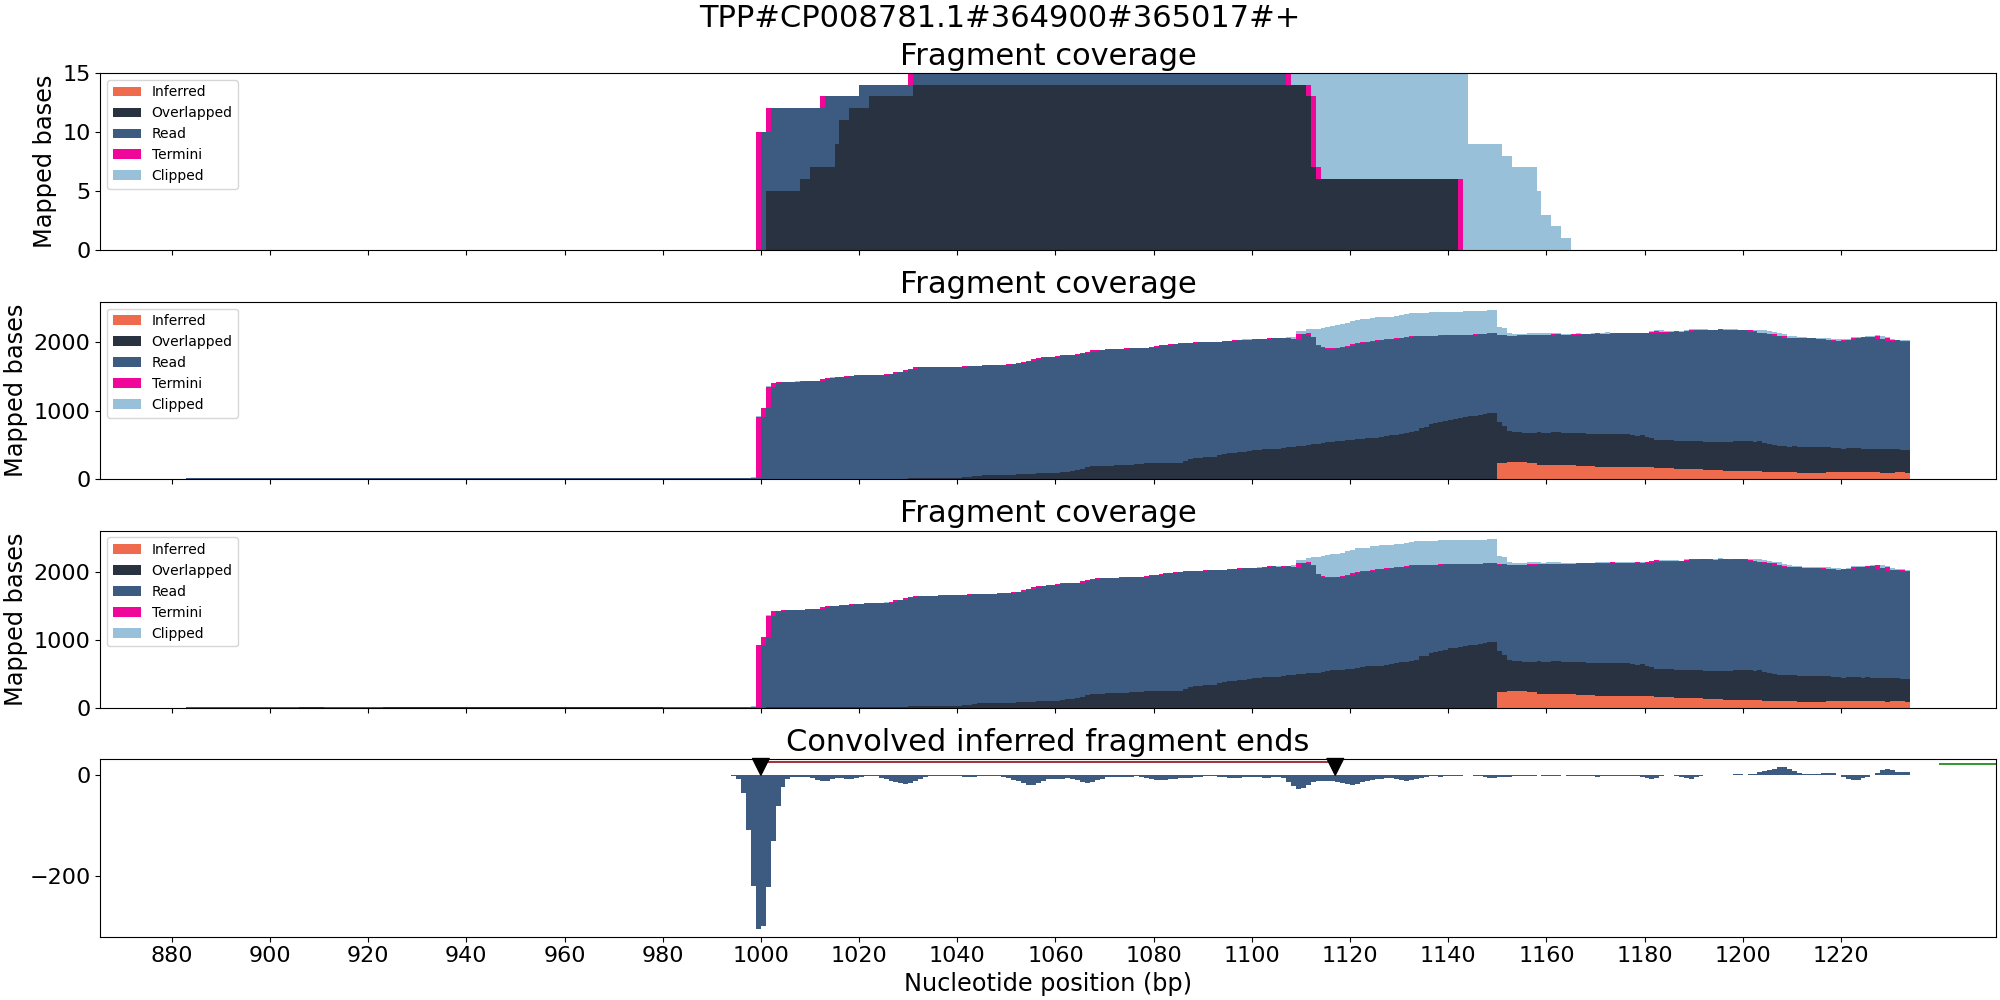 TPP#CP008781.1#364900#365017#+
Fragment coverage
Mapped bases
15
10
5
0
Inferred
Overlapped
Read
Termini
Clipped
Fragment coverage
Mapped bases
2000
1000
0
Inferred
Overlapped
Read
Termini
Clipped
Fragment coverage
Mapped bases
2000
1000
0
Inferred
Overlapped
Read
Termini
Clipped
Convolved inferred fragment ends
0
−200
880 900 920 940 960 980 1000 1020 1040 1060 1080 1100 1120 1140 1160 1180 1200 1220
Nucleotide position (bp)